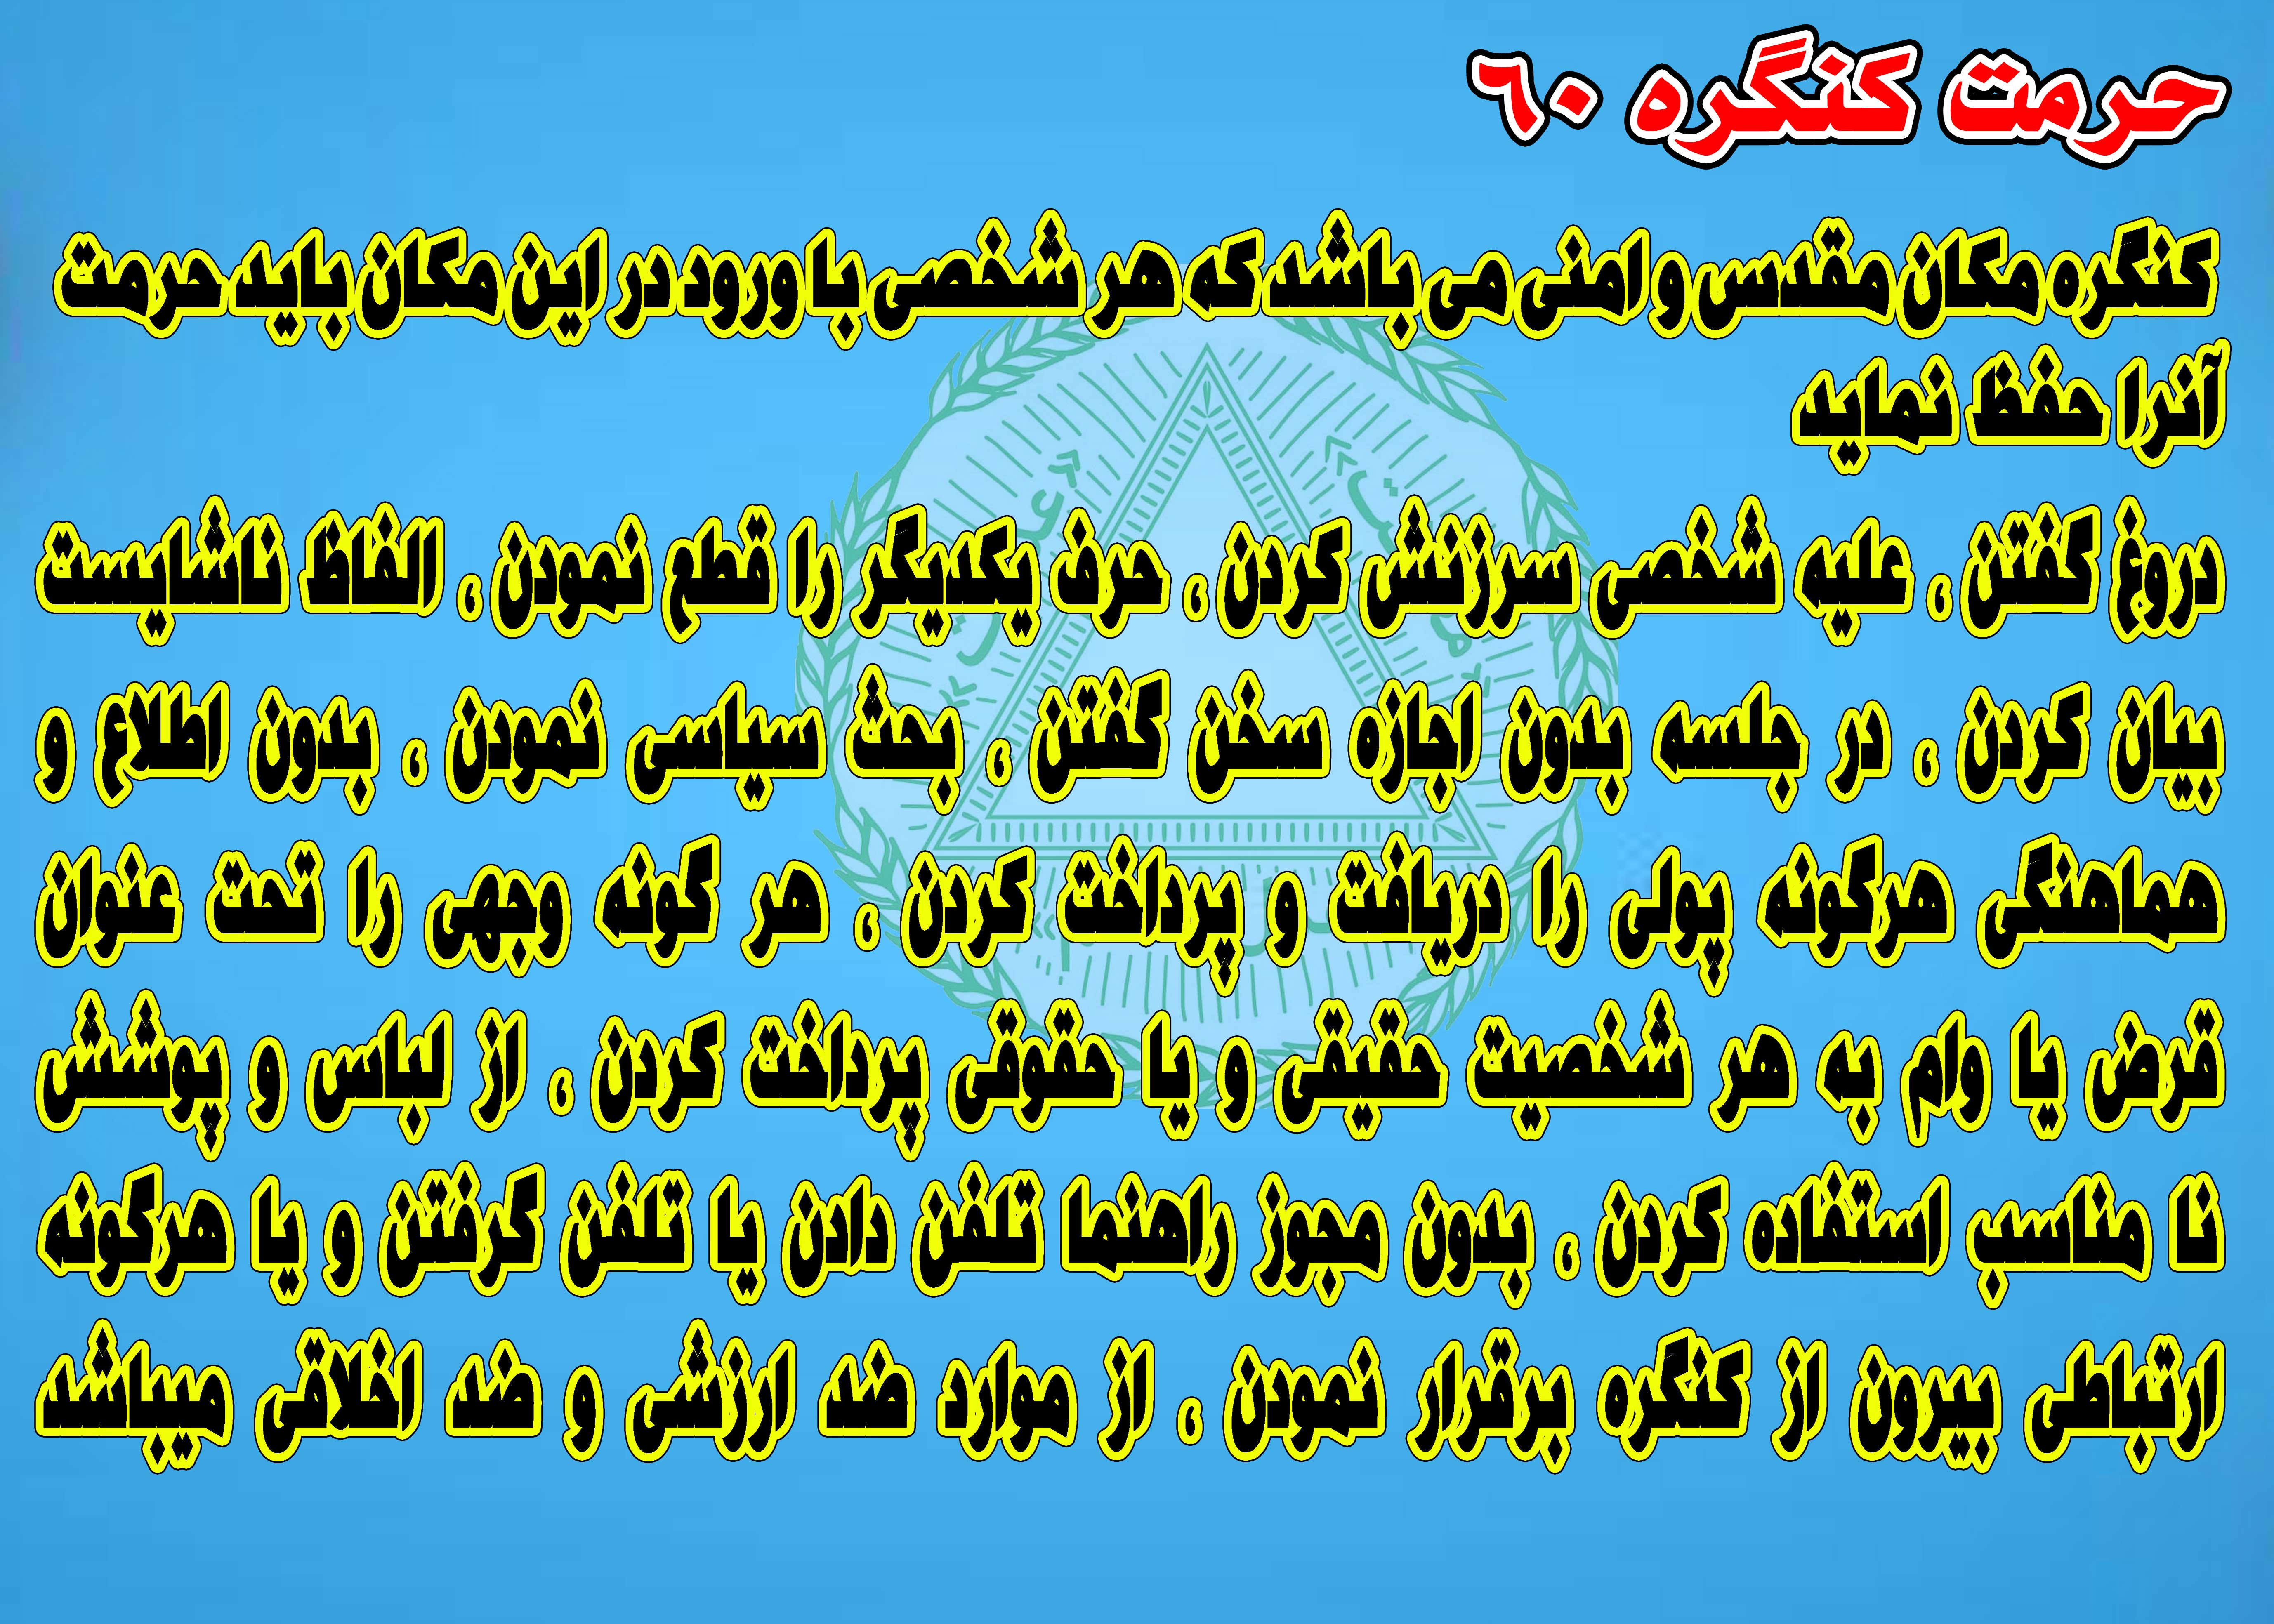 حرمت کنگره ۶۰
کنگره مکان مقدس و امنی می باشد که هر شخصی با ورود در این مکان باید حرمت
آنرا حفظ نماید
دروغ گفتن ، علیه شخصی سرزنش کردن ، حرف یکدیگر را قطع نمودن ، الفاظ ناشایست
بیان کردن ، در جلسه بدون اجازه سخن گفتن ، بحث سیاسی نمودن ، بدون اطلاع و
هماهنگی هرگونه پولی را دریافت و پرداخت کردن ، هر گونه وجهی را تحت عنوان
قرض یا وام به هر شخصیت حقیقی و یا حقوقی پرداخت کردن ، از لباس و پوشش
نا مناسب استفاده کردن ، بدون مجوز راهنما تلفن دادن یا تلفن گرفتن و یا هرگونه
ارتباطی بیرون از کنگره برقرار نمودن ، از موارد ضد ارزشی و ضد اخلاقی میباشد